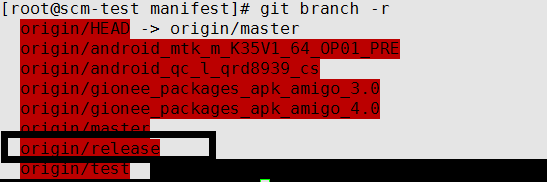 [root@scm-test manifest]# git branch -r
origin/HEAD -> origin/master
origin/android_mtk_m_K35V1_64_OP01_PRE
origin/android_qc_l_qrd8939_cs
origin/gionee_packages_apk_amigo_3.0
origin/gionee_packages_apk_amigo_4.0
origin/master
origin/release
origin/test